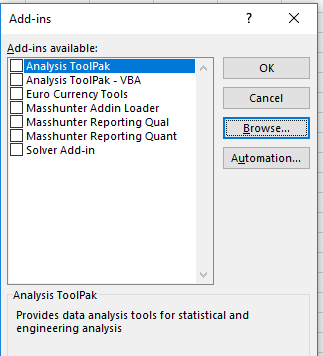 Add-ins
Add-ins available:
Analysis ToolPak
Analysis ToolPak - VBA
Euro Currency Tools
Masshunter Addin Loader
Masshunter Reporting Qual
Masshunter Reporting Quant
Solver Add-in
OK
Cancel
Browse...
Automation...
Analysis ToolPak
Provides data analysis tools for statistical and
engineering analysis